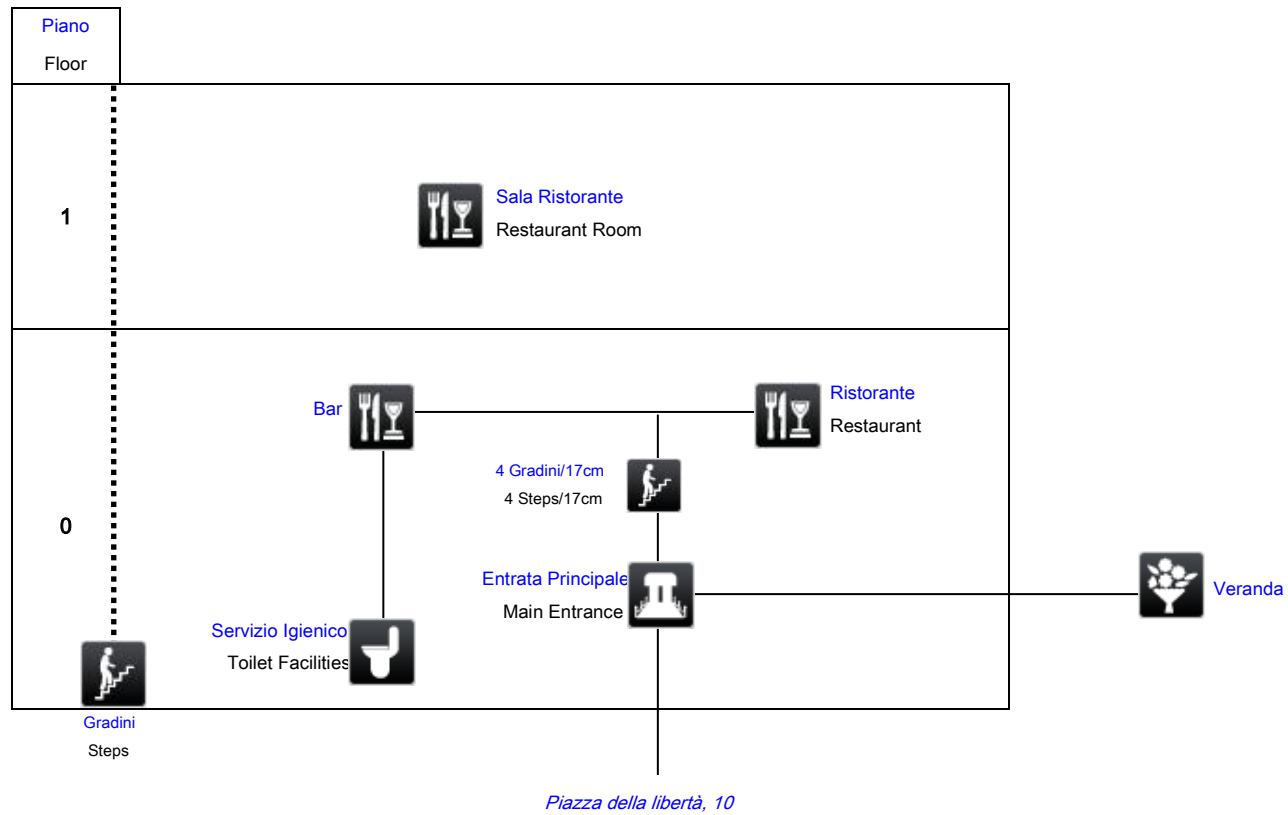 Piano
Floor
1
Sala Ristorante
Restaurant Room
Bar
Ristorante
Restaurant
4 Gradini/17cm
4 Steps/17cm
0
Entrata Principale
Main Entrance
Veranda
Servizio Igienico
Toilet Facilities
Gradini
Steps
Piazza della libertà, 10